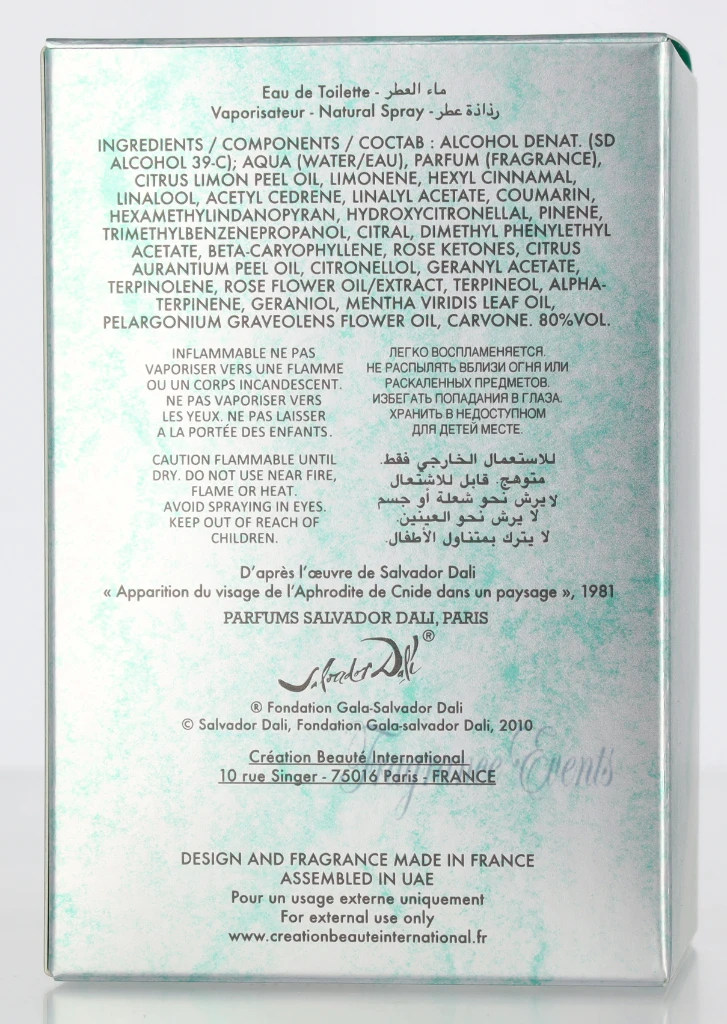 Eau de Toilette - ماء العطر
Vaporisateur - Natural Spray - رذاذة عطر
INGREDIENTS / COMPONENTS / COCTAB : ALCOHOL DENAT. (SD
ALCOHOL 39-C); AQUA (WATER/EAU), PARFUM (FRAGRANCE),
CITRUS LIMON PEEL OIL, LIMONENE, HEXYL CINNAMAL,
LINALOOL, ACETYL CEDRENE, LINALYL ACETATE, COUMARIN,
HEXAMETHYLINDANOPYRAN, HYDROXYCITRONELLAL, PINENE,
TRIMETHYLBENZENEPROPANOL, CITRAL, DIMETHYL PHENYLETHYL
ACETATE, BETA-CARYOPHYLLENE, ROSE KETONES, CITRUS
AURANTIUM PEEL OIL, CITRONELLOL, GERANYL ACETATE,
TERPINOLENE, ROSE FLOWER OIL/EXTRACT, TERPINEOL, ALPHA-
TERPINENE, GERANIOL, MENTHA VIRIDIS LEAF OIL,
PELARGONIUM GRAVEOLENS FLOWER OIL, CARVONE. 80%VOL.
INFLAMMABLE NE PAS
VAPORISER VERS UNE FLAMME
OU UN CORPS INCANDESCENT.
NE PAS VAPORISER VERS
LES YEUX. NE PAS LAISSER
A LA PORTÉE DES ENFANTS.
ЛЕГКО ВОСПЛАМЕНЯЕТСЯ.
НЕ РАСПЫЛЯТЬ ВБЛИЗИ ОГНЯ ИЛИ
РАСКАЛЕННЫХ ПРЕДМЕТОВ.
ИЗБЕГАТЬ ПОПАДАНИЯ В ГЛАЗА.
ХРАНИТЬ В НЕДОСТУПНОМ
ДЛЯ ДЕТЕЙ МЕСТЕ.
CAUTION FLAMMABLE UNTIL
DRY. DO NOT USE NEAR FIRE,
FLAME OR HEAT.
AVOID SPRAYING IN EYES.
KEEP OUT OF REACH OF
CHILDREN.
للاستعمال الخارجي فقط.
متوهج. قابل للاشتعال
لايرش نحو شعلة أو جسم
لا يرش نحو العينين.
لا يترك بمتناول الأطفال.
D'après l'œuvre de Salvador Dali
« Apparition du visage de l'Aphrodite de Cnide dans un paysage », 1981
PARFUMS SALVADOR DALI, PARIS
Salvador Dali ®
® Fondation Gala-Salvador Dali
© Salvador Dali, Fondation Gala-salvador Dali, 2010
Fragrance Events
Création Beauté International
10 rue Singer - 75016 Paris - FRANCE
DESIGN AND FRAGRANCE MADE IN FRANCE
ASSEMBLED IN UAE
Pour un usage externe uniquement
For external use only
www.creationbeauteinternational.fr